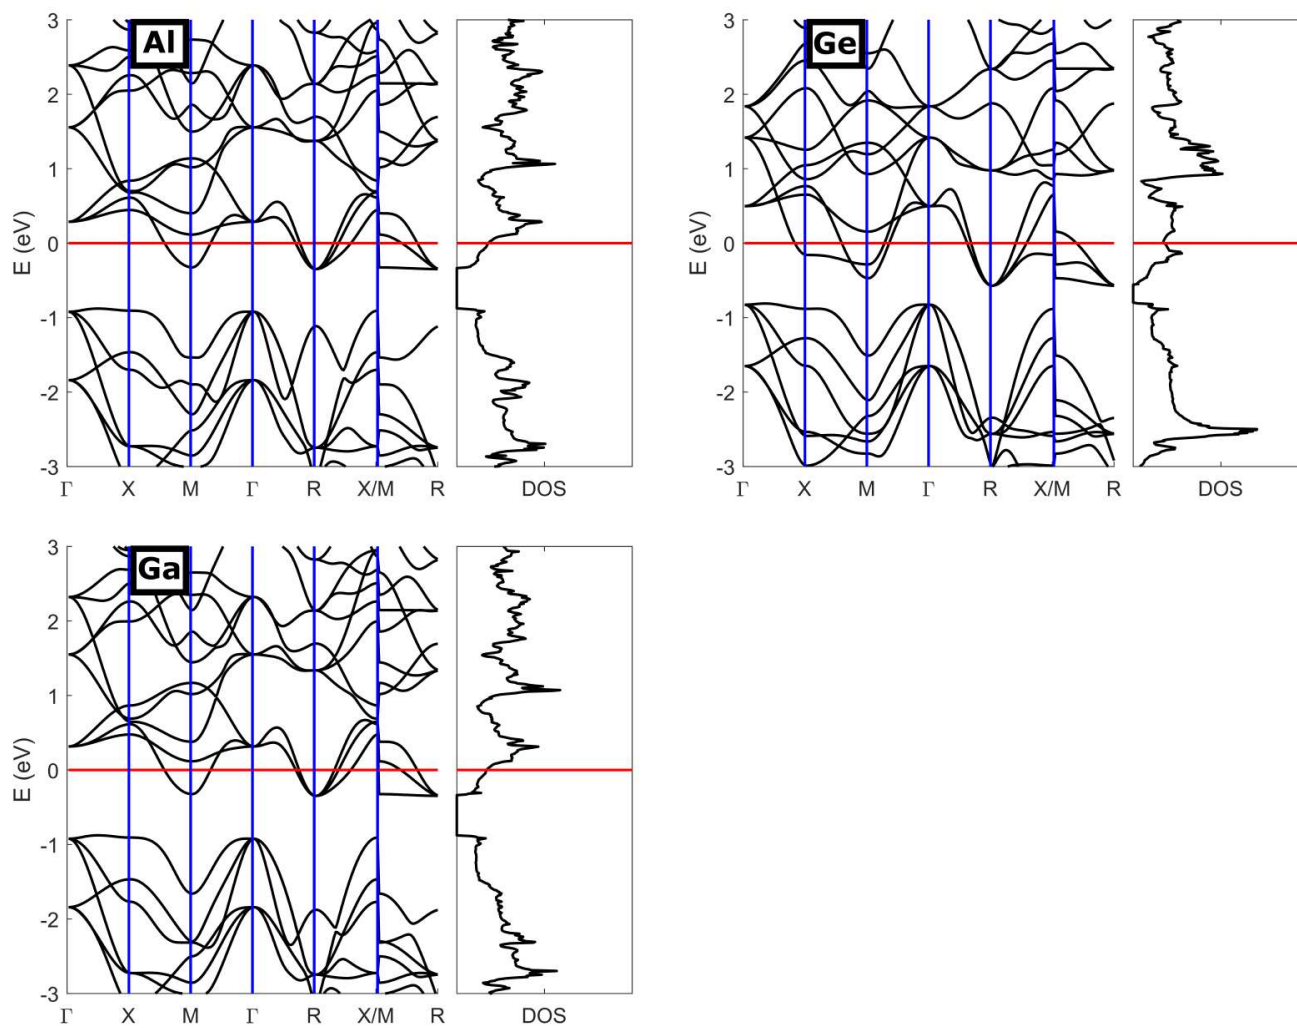 Al
E (eV)
3
2
1
0
-1
-2
-3
Γ X M Γ R X/M R
DOS
Ge
E (eV)
3
2
1
0
-1
-2
-3
Γ X M Γ R X/M R
DOS
Ga
E (eV)
3
2
1
0
-1
-2
-3
Γ X M Γ R X/M R
DOS